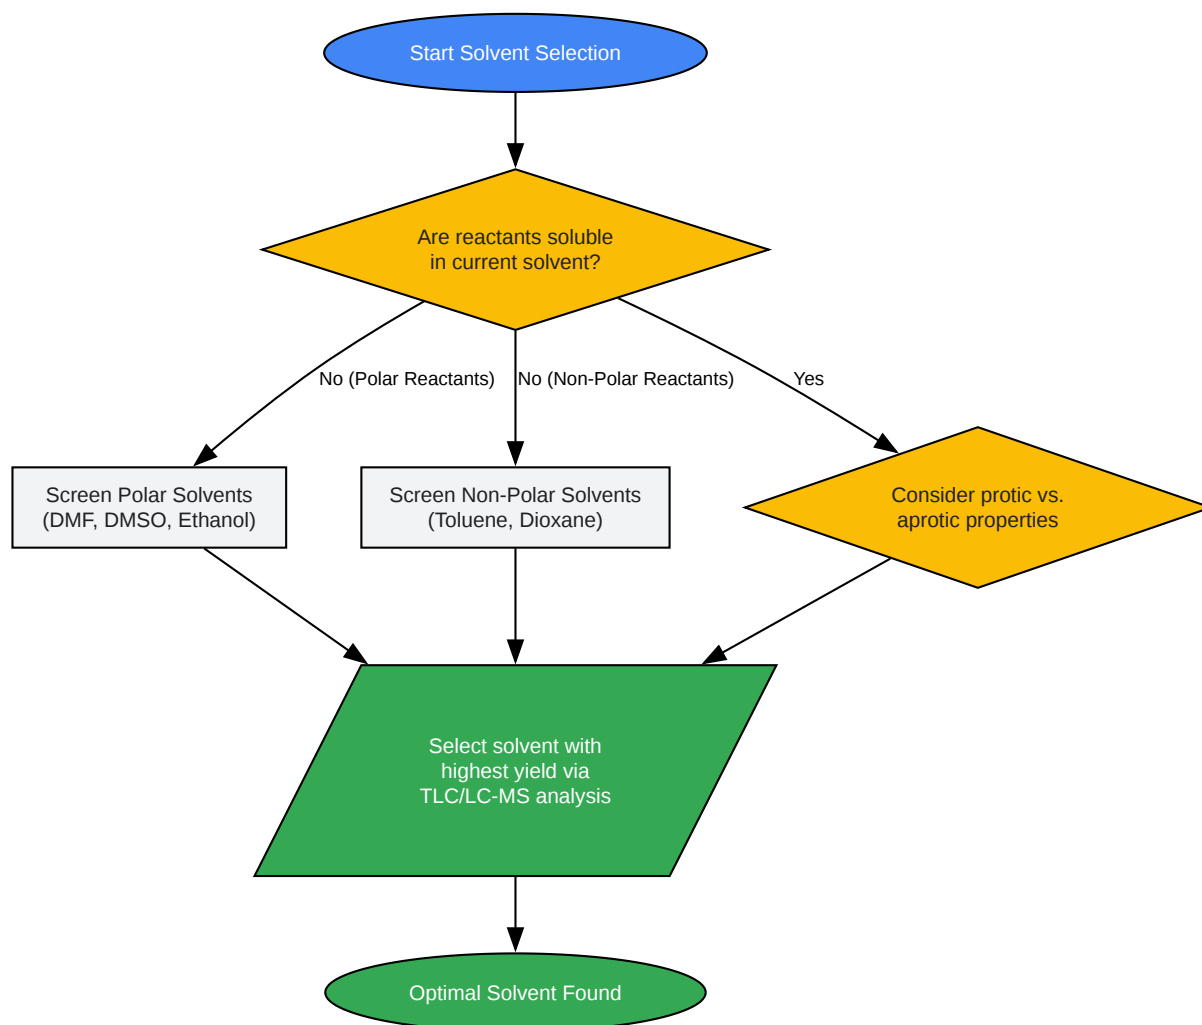 Start Solvent Selection
Are reactants soluble
in current solvent?
No (Polar Reactants)
No (Non-Polar Reactants)
Yes
Screen Polar Solvents
(DMF, DMSO, Ethanol)
Screen Non-Polar Solvents
(Toluene, Dioxane)
Consider protic vs.
aprotic properties
Select solvent with
highest yield via
TLC/LC-MS analysis
Optimal Solvent Found